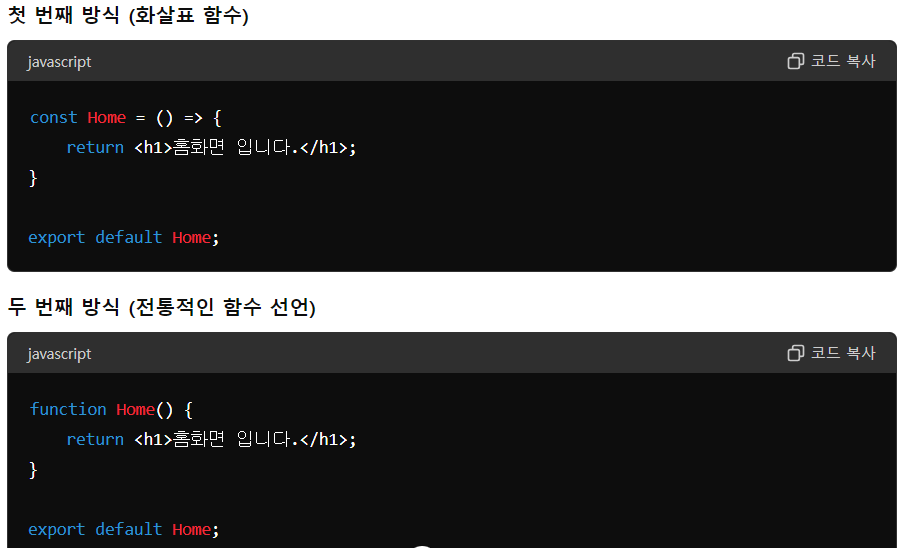 첫 번째 방식 (화살표 함수)
javascript
코드 복사
const Home = () => {
    return <h1>홈화면 입니다.</h1>;
}
export default Home;
두 번째 방식 (전통적인 함수 선언)
javascript
코드 복사
function Home() {
    return <h1>홈화면 입니다.</h1>;
}
export default Home;